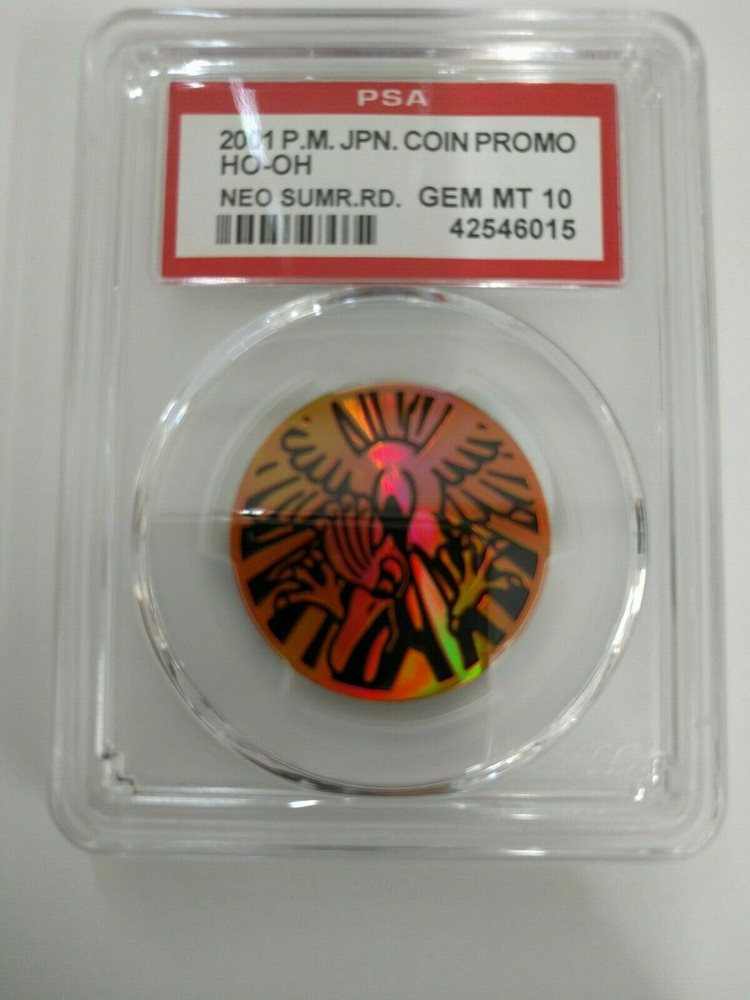 PSA
2001 P.M. JPN. COIN PROMO
HO-OH
NEO SUMR.RD. GEM MT 10
42546015